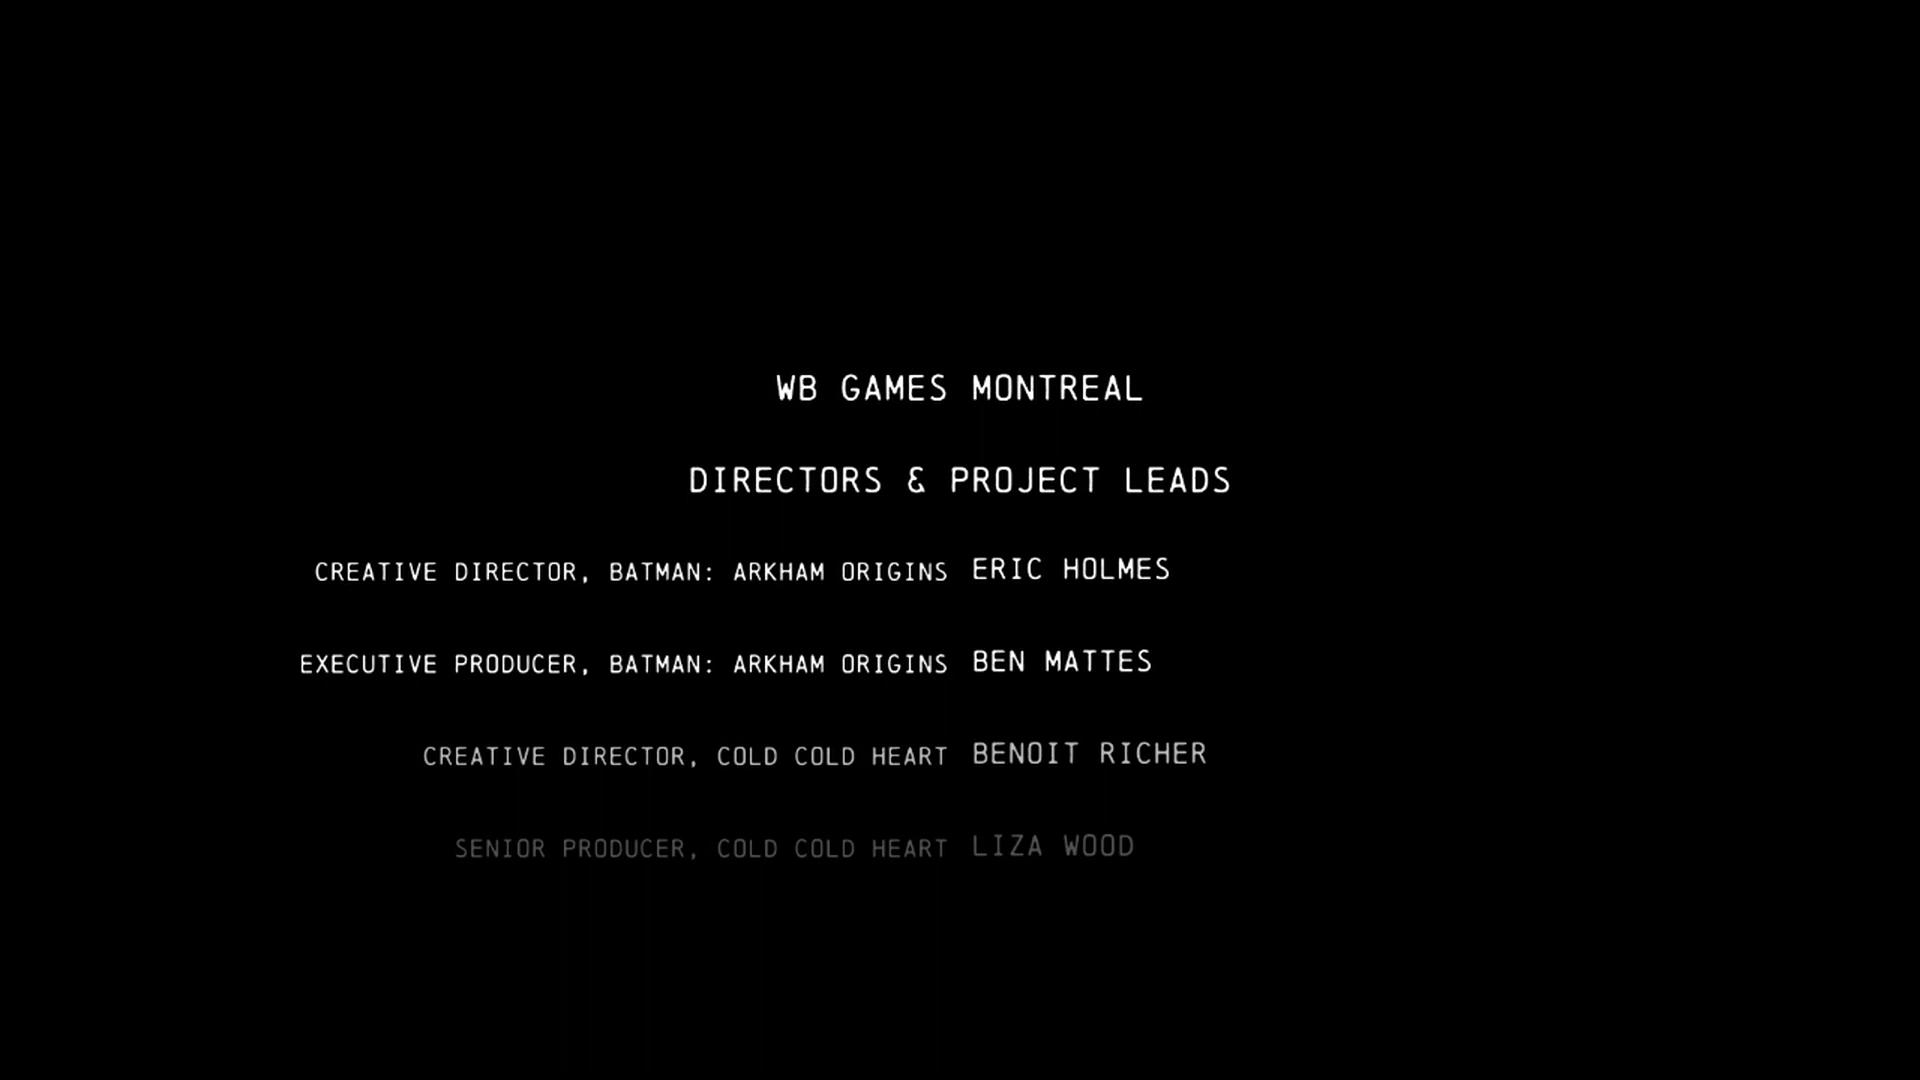 WB GAMES MONTREAL
DIRECTORS & PROJECT LEADS
CREATIVE DIRECTOR, BATMAN: ARKHAM ORIGINS ERIC HOLMES
EXECUTIVE PRODUCER, BATMAN: ARKHAM ORIGINS BEN MATTES
CREATIVE DIRECTOR, COLD COLD HEART BENOIT RICHER
SENIOR PRODUCER, COLD COLD HEART LIZA WOOD